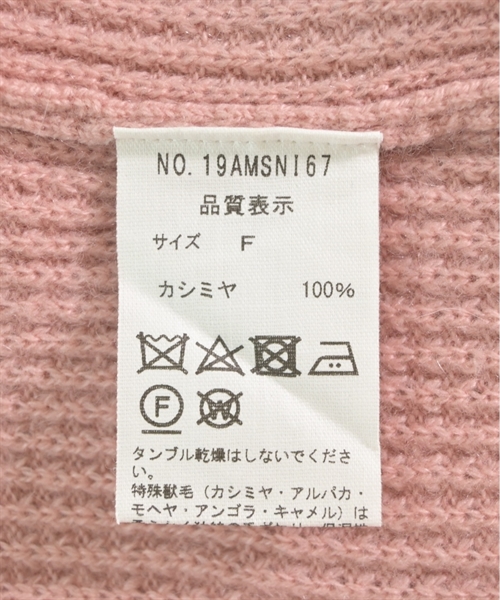 NO. 19AMSNI67
品質表示
サイズ F
カシミヤ 100%
F W
タンブル乾燥はしないでくださ
い。
特殊獣毛(カシミヤ・アルパカ・
モヘヤ・アンゴラ・キャメル)は